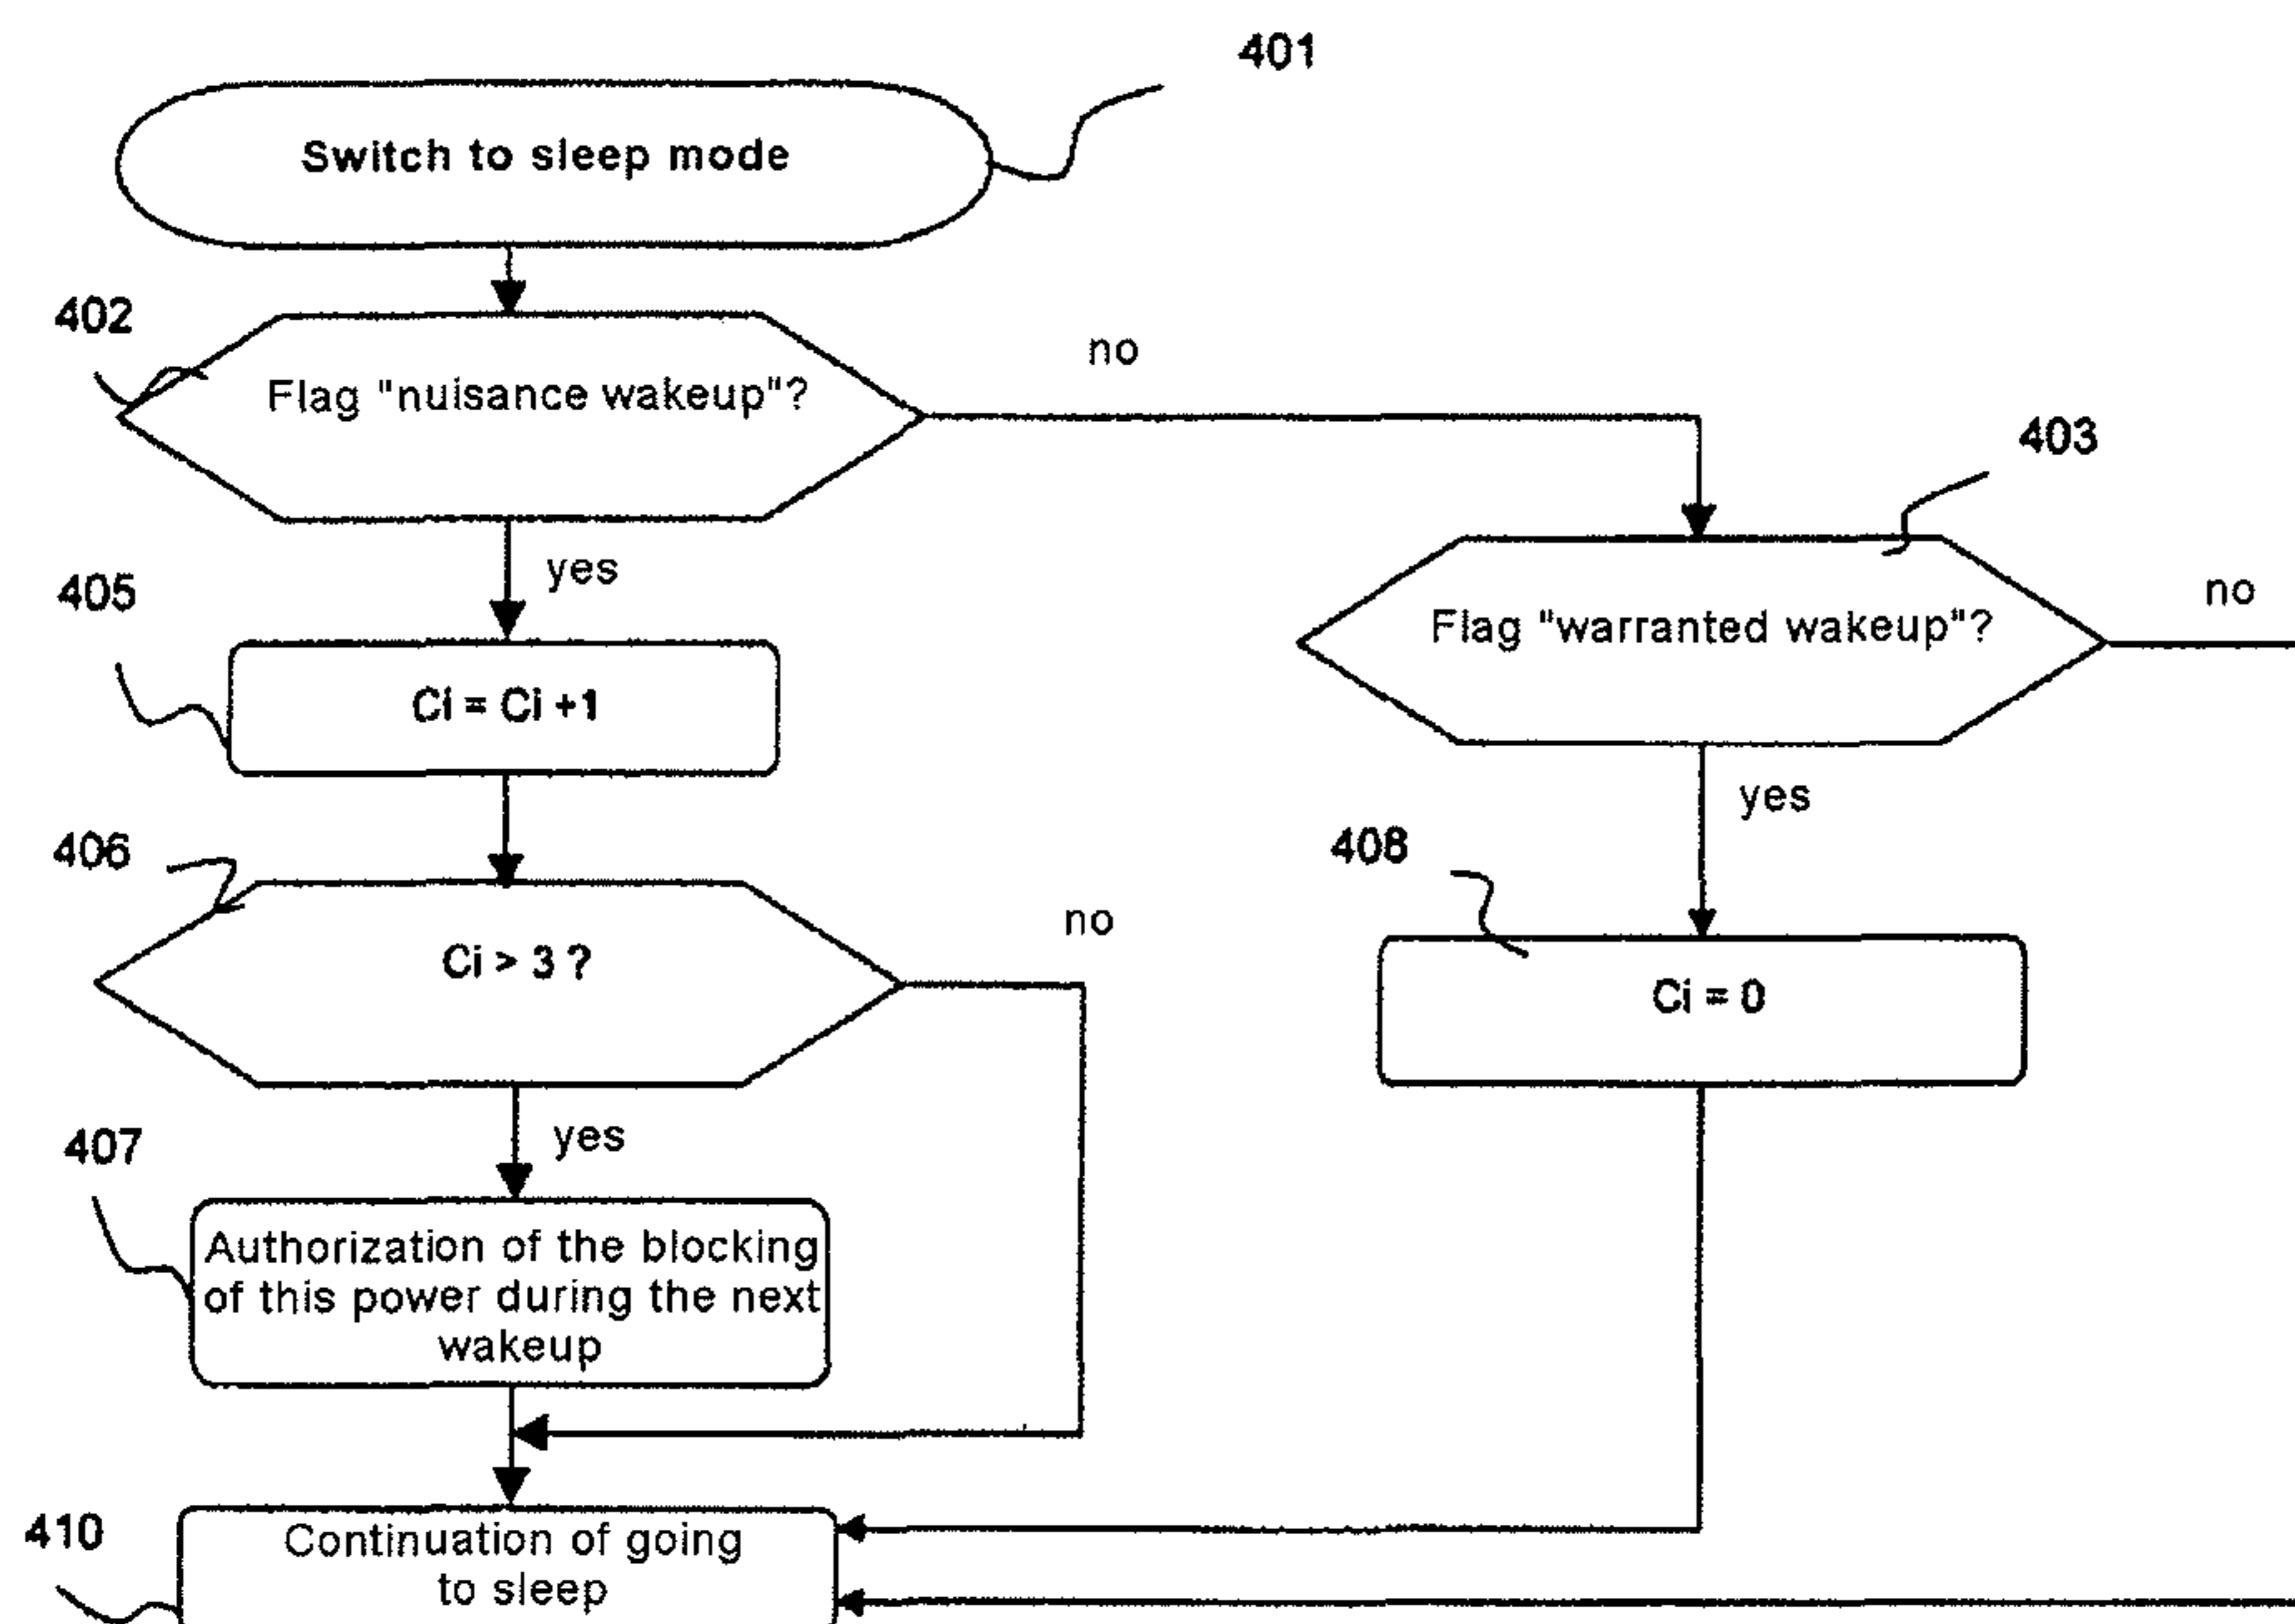 401
Switch to sleep mode
402
Flag "nuisance wakeup"?
no
403
Flag "warranted wakeup"?
no
yes
405
Ci = Ci +1
yes
408
Ci = 0
406
Ci > 3 ?
no
yes
407
Authorization of the blocking
of this power during the next
wakeup
410
Continuation of going
to sleep